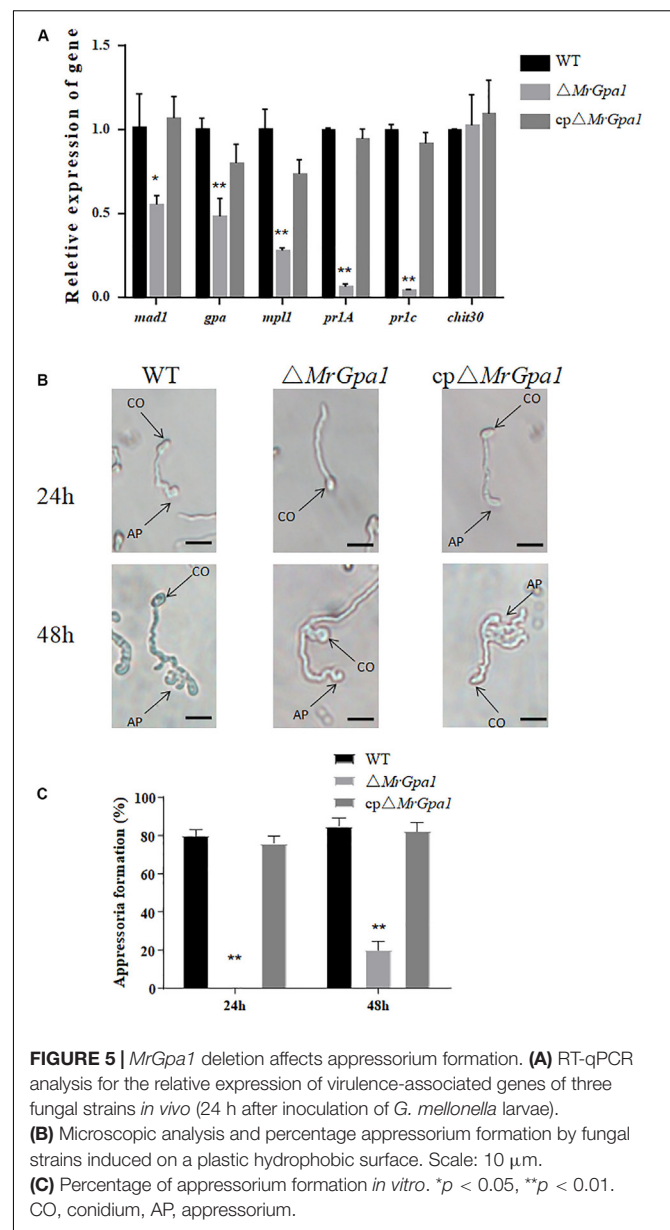 A
WT
△MrGpa1
cp△MrGpa1
Reletive expression of gene
1.5
1.0
0.5
0.0
* ** ** ** **
mad1 gpa mpl1 pr1A pr1c chit30
B
WT △MrGpa1 cp△MrGpa1
24h
CO
AP
CO
CO
AP
48h
CO
AP
CO
AP
AP
CO
C
WT
△MrGpa1
cp△MrGpa1
Appressoria formation (%)
100
80
60
40
20
0
** **
24h 48h
FIGURE 5 | MrGpa1 deletion affects appressorium formation. (A) RT-qPCR
analysis for the relative expression of virulence-associated genes of three
fungal strains in vivo (24 h after inoculation of G. mellonella larvae).
(B) Microscopic analysis and percentage appressorium formation by fungal
strains induced on a plastic hydrophobic surface. Scale: 10 μm.
(C) Percentage of appressorium formation in vitro. *p < 0.05, **p < 0.01.
CO, conidium, AP, appressorium.